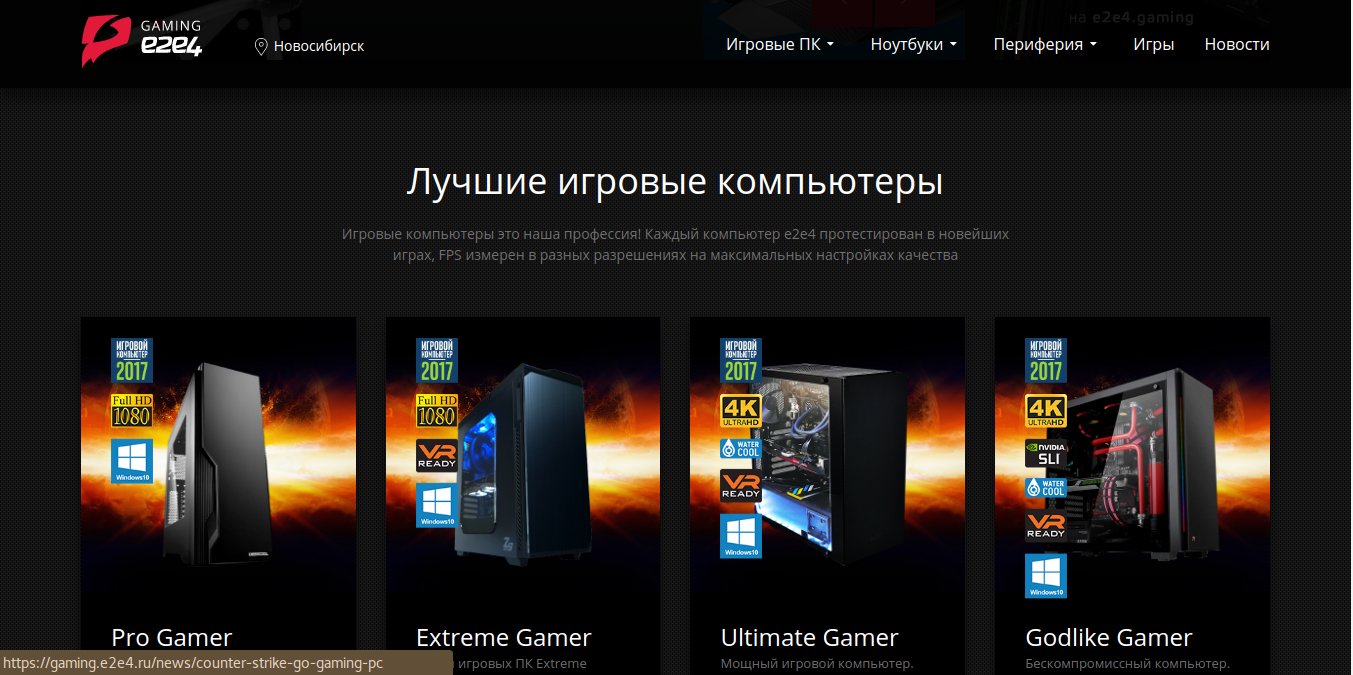 на e2e4.gaming
GAMING
e2e4
Новосибирск
Игровые ПК
Ноутбуки
Периферия
Игры
Новости
Лучшие игровые компьютеры
Игровые компьютеры это наша профессия! Каждый компьютер e2e4 протестирован в новейших
играх, FPS измерен в разных разрешениях на максимальных настройках качества
ИГРОВОЙ
КОМПЬЮТЕР
2017
Full HD
1080
Windows10
Pro Gamer
ИГРОВОЙ
КОМПЬЮТЕР
2017
Full HD
1080
VR
READY
Windows10
Extreme Gamer
игровых ПК Extreme
ИГРОВОЙ
КОМПЬЮТЕР
2017
4K
ULTRAHD
WATER
COOL
VR
READY
Windows10
Ultimate Gamer
Мощный игровой компьютер.
ИГРОВОЙ
КОМПЬЮТЕР
2017
4K
ULTRAHD
NVIDIA
SLI
WATER
COOL
VR
READY
Windows10
Godlike Gamer
Бескомпромиссный компьютер.
https://gaming.e2e4.ru/news/counter-strike-go-gaming-pc